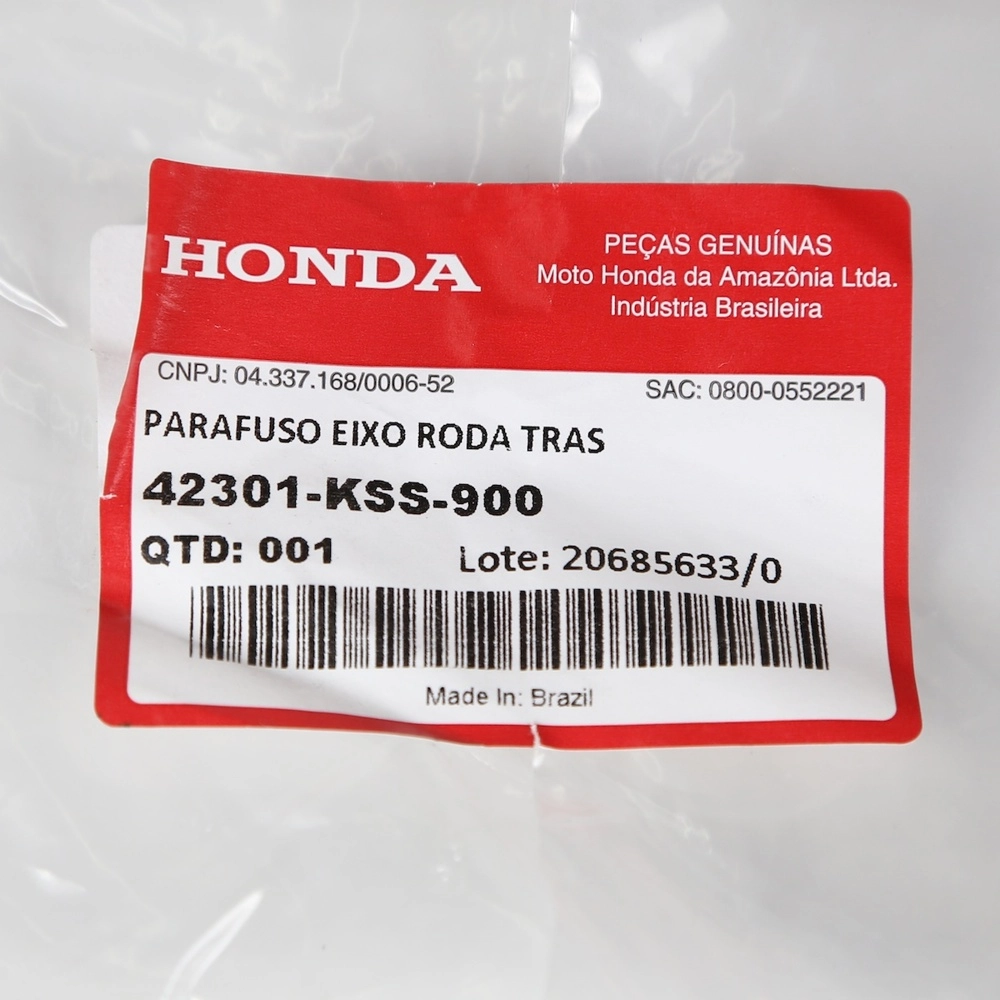 HONDA
PEÇAS GENUÍNAS
Moto Honda da Amazônia Ltda.
Indústria Brasileira
CNPJ: 04.337.168/0006-52
SAC: 0800-0552221
PARAFUSO EIXO RODA TRAS
42301-KSS-900
QTD: 001
Lote: 20685633/0
Made In: Brazil